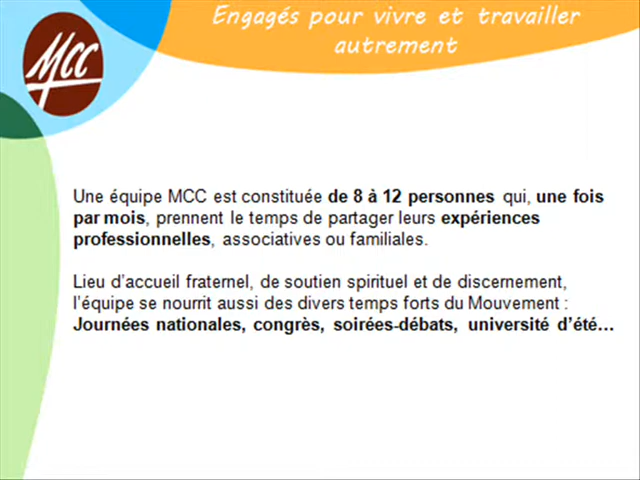 Engagés pour vivre et travailler
autrement
MCC
Une équipe MCC est constituée de 8 à 12 personnes qui, une fois
par mois, prennent le temps de partager leurs expériences
professionnelles, associatives ou familiales.
Lieu d'accueil fraternel, de soutien spirituel et de discernement,
l'équipe se nourrit aussi des divers temps forts du Mouvement :
Journées nationales, congrès, soirées-débats, université d'été...